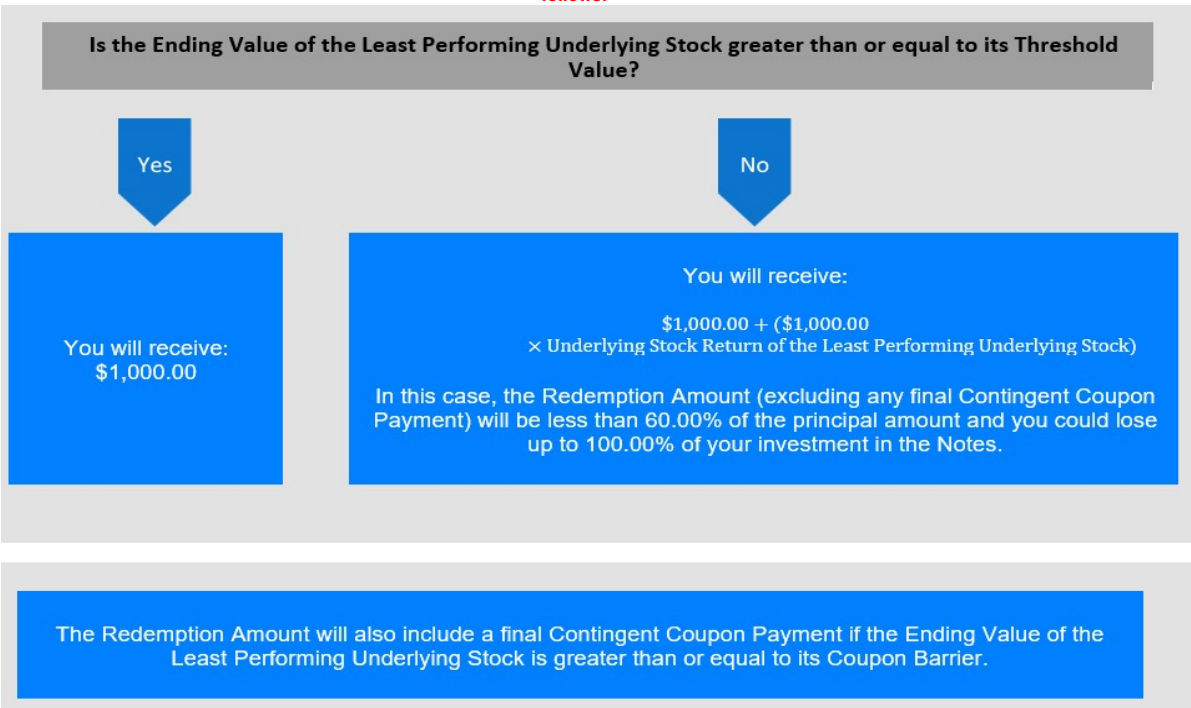 Is the Ending Value of the Least Performing Underlying Stock greater than or equal to its Threshold
Value?
Yes
No
You will receive:
$1,000.00
You will receive:
$1,000.00 + ($1,000.00
× Underlying Stock Return of the Least Performing Underlying Stock)
In this case, the Redemption Amount (excluding any final Contingent Coupon
Payment) will be less than 60.00% of the principal amount and you could lose
up to 100.00% of your investment in the Notes.
The Redemption Amount will also include a final Contingent Coupon Payment if the Ending Value of the
Least Performing Underlying Stock is greater than or equal to its Coupon Barrier.